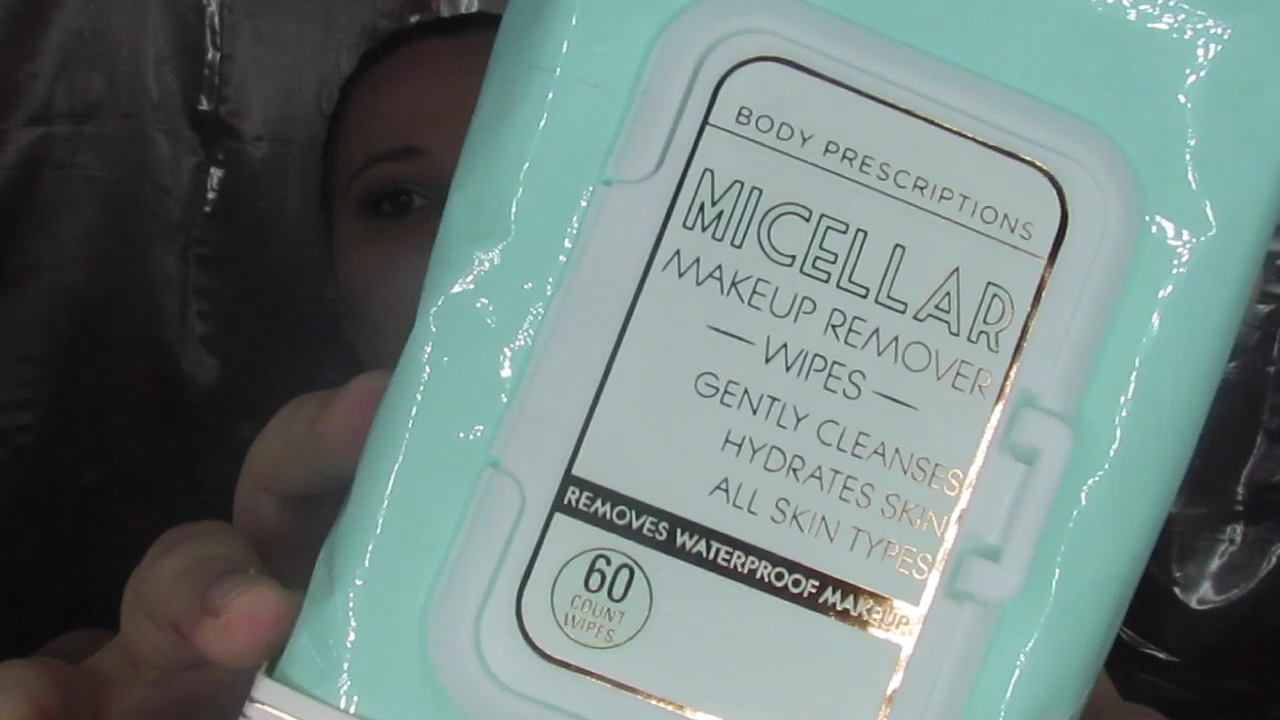 BODY PRESCRIPTIONS
MICELLAR
MAKEUP REMOVER
— WIPES —
GENTLY CLEANSES
HYDRATES SKIN
ALL SKIN TYPES
REMOVES WATERPROOF MAKEUP
60
COUNT
WIPES